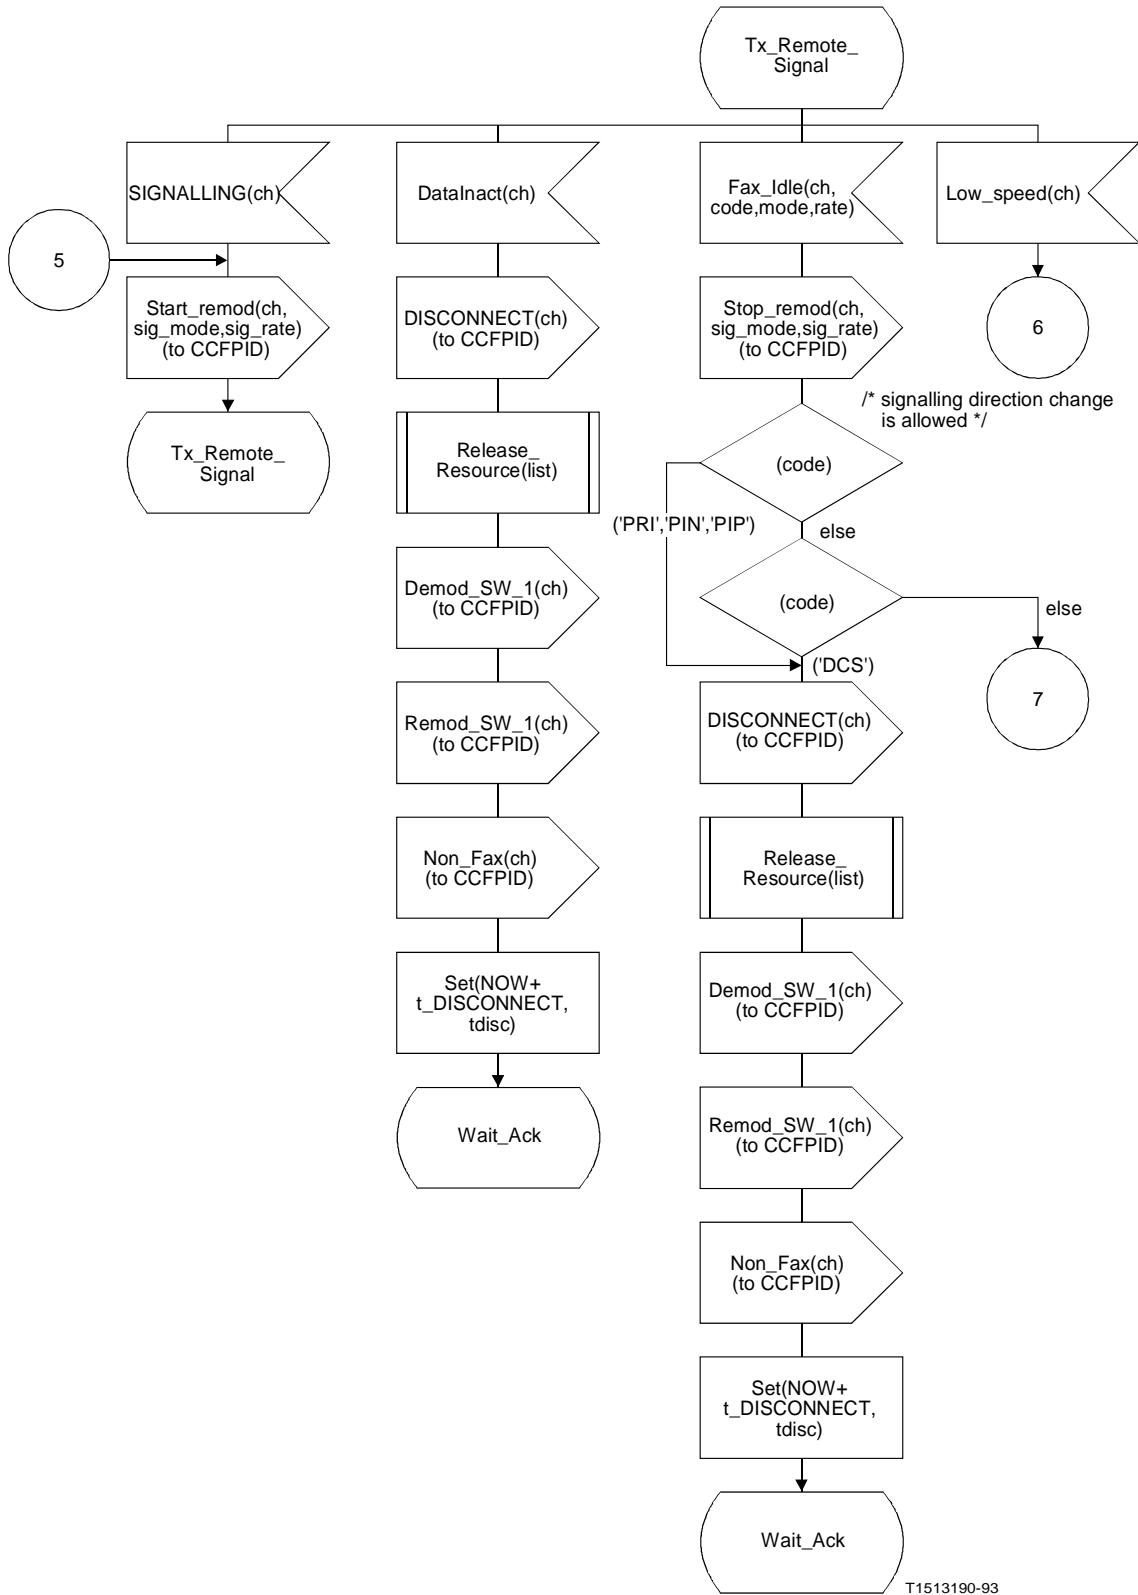 Tx_Remote_
Signal
SIGNALLING(ch)
DataInact(ch)
Fax_Idle(ch,
code,mode,rate)
Low_speed(ch)
5
Start_remod(ch,
sig_mode,sig_rate)
(to CCFPID)
DISCONNECT(ch)
(to CCFPID)
Stop_remod(ch,
sig_mode,sig_rate)
(to CCFPID)
6
/* signalling direction change
is allowed */
Tx_Remote_
Signal
Release_
Resource(list)
(code)
('PRI','PIN','PIP')
else
Demod_SW_1(ch)
(to CCFPID)
(code)
else
('DCS')
7
Remod_SW_1(ch)
(to CCFPID)
DISCONNECT(ch)
(to CCFPID)
Non_Fax(ch)
(to CCFPID)
Release_
Resource(list)
Set(NOW+
t_DISCONNECT,
tdisc)
Demod_SW_1(ch)
(to CCFPID)
Wait_Ack
Remod_SW_1(ch)
(to CCFPID)
Non_Fax(ch)
(to CCFPID)
Set(NOW+
t_DISCONNECT,
tdisc)
Wait_Ack
T1513190-93